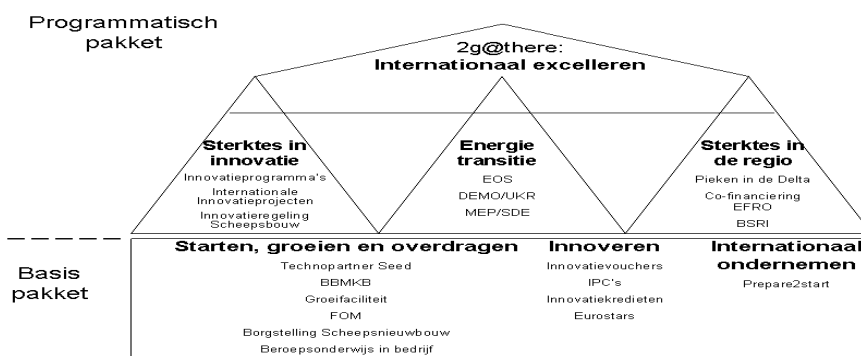 Programmatisch
pakket
2g@there:
Internationaal excelleren
Sterktes in
innovatie
Innovatieprogramma's
Internationale
Innovatieprojecten
Innovatieregeling
Scheepsbouw
Energie
transitie
EOS
DEMO/UKR
MEP/SDE
Sterktes in
de regio
Pieken in de Delta
Co-financiering
EFRO
BSRI
Basis
pakket
Starten, groeien en overdragen
Technopartner Seed
BBMKB
Groeifaciliteit
FOM
Borgstelling Scheepsnieuwbouw
Beroepsonderwijs in bedrijf
Innoveren
Innovatievouchers
IPC's
Innovatiekredieten
Eurostars
Internationaal
ondernemen
Prepare2start